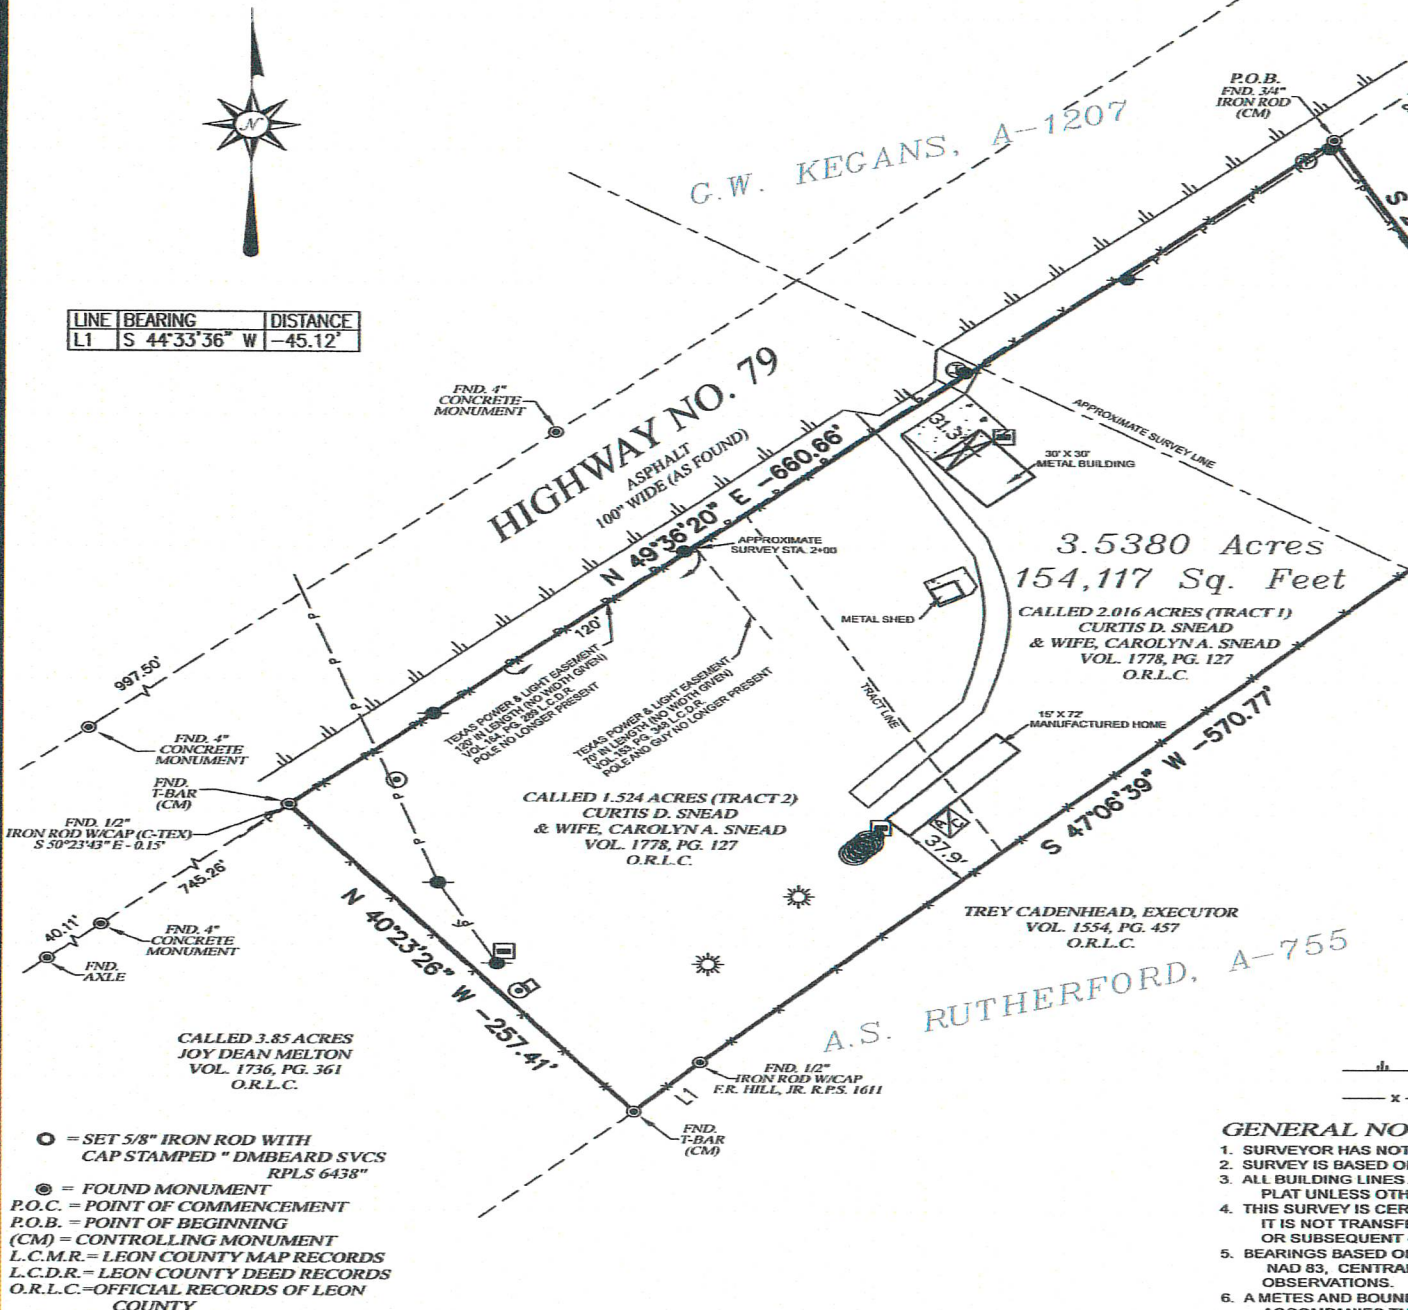 N
P.O.B.
FND. 3/4"
IRON ROD
(CM)
G.W. KEGANS, A-1207
LINE BEARING DISTANCE
L1 S 44°33'36" W -45.12'
FND. 4"
CONCRETE
MONUMENT
HIGHWAY NO. 79
ASPHALT
100" WIDE (AS FOUND)
N 49°36'20" E -660.66'
31.3'
30' X 30'
METAL BUILDING
APPROXIMATE SURVEY LINE
APPROXIMATE
SURVEY STA. 2+00
3.5380 Acres
154,117 Sq. Feet
CALLED 2.016 ACRES (TRACT 1)
CURTIS D. SNEAD
& WIFE, CAROLYN A. SNEAD
VOL. 1778, PG. 127
O.R.L.C.
METAL SHED
120'
TEXAS POWER & LIGHT EASEMENT
120' IN LENGTH (NO WIDTH GIVEN)
VOL. 164, PG. 289 L.C.D.R.
POLE NO LONGER PRESENT
TEXAS POWER & LIGHT EASEMENT
70' IN LENGTH (NO WIDTH GIVEN)
VOL. 153, PG. 348 L.C.D.R.
POLE AND GUY NO LONGER PRESENT
TRACT LINE
15' X 72'
MANUFACTURED HOME
997.50'
FND. 4"
CONCRETE
MONUMENT
FND.
T-BAR
(CM)
FND. 1/2"
IRON ROD W/CAP (C-TEX)
S 50°23'43" E - 0.15'
CALLED 1.524 ACRES (TRACT 2)
CURTIS D. SNEAD
& WIFE, CAROLYN A. SNEAD
VOL. 1778, PG. 127
O.R.L.C.
A/C
37.9'
S 47°06'39" W -570.77'
745.26'
40.11'
FND. 4"
CONCRETE
MONUMENT
FND.
AXLE
N 40°23'26" W -257.41'
TREY CADENHEAD, EXECUTOR
VOL. 1554, PG. 457
O.R.L.C.
A.S. RUTHERFORD, A-755
CALLED 3.85 ACRES
JOY DEAN MELTON
VOL. 1736, PG. 361
O.R.L.C.
FND. 1/2"
IRON ROD W/CAP
F.R. HILL, JR. R.P.S. 1611
L1
FND.
T-BAR
(CM)
= SET 5/8" IRON ROD WITH
CAP STAMPED " DMBEARD SVCS
RPLS 6438"
= FOUND MONUMENT
P.O.C. = POINT OF COMMENCEMENT
P.O.B. = POINT OF BEGINNING
(CM) = CONTROLLING MONUMENT
L.C.M.R.= LEON COUNTY MAP RECORDS
L.C.D.R.= LEON COUNTY DEED RECORDS
O.R.L.C.=OFFICIAL RECORDS OF LEON
COUNTY
GENERAL NO
1. SURVEYOR HAS NOT
2. SURVEY IS BASED O
3. ALL BUILDING LINES
PLAT UNLESS OTH
4. THIS SURVEY IS CER
IT IS NOT TRANSF
OR SUBSEQUENT
5. BEARINGS BASED O
NAD 83, CENTRA
OBSERVATIONS.
6. A METES AND BOUN